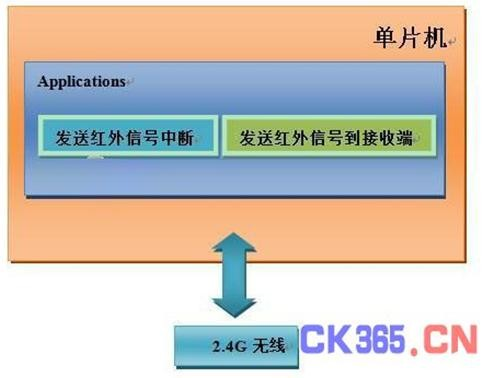 单片机
Applications
发送红外信号中断
发送红外信号到接收端
2.4G 无线
CK365.CN